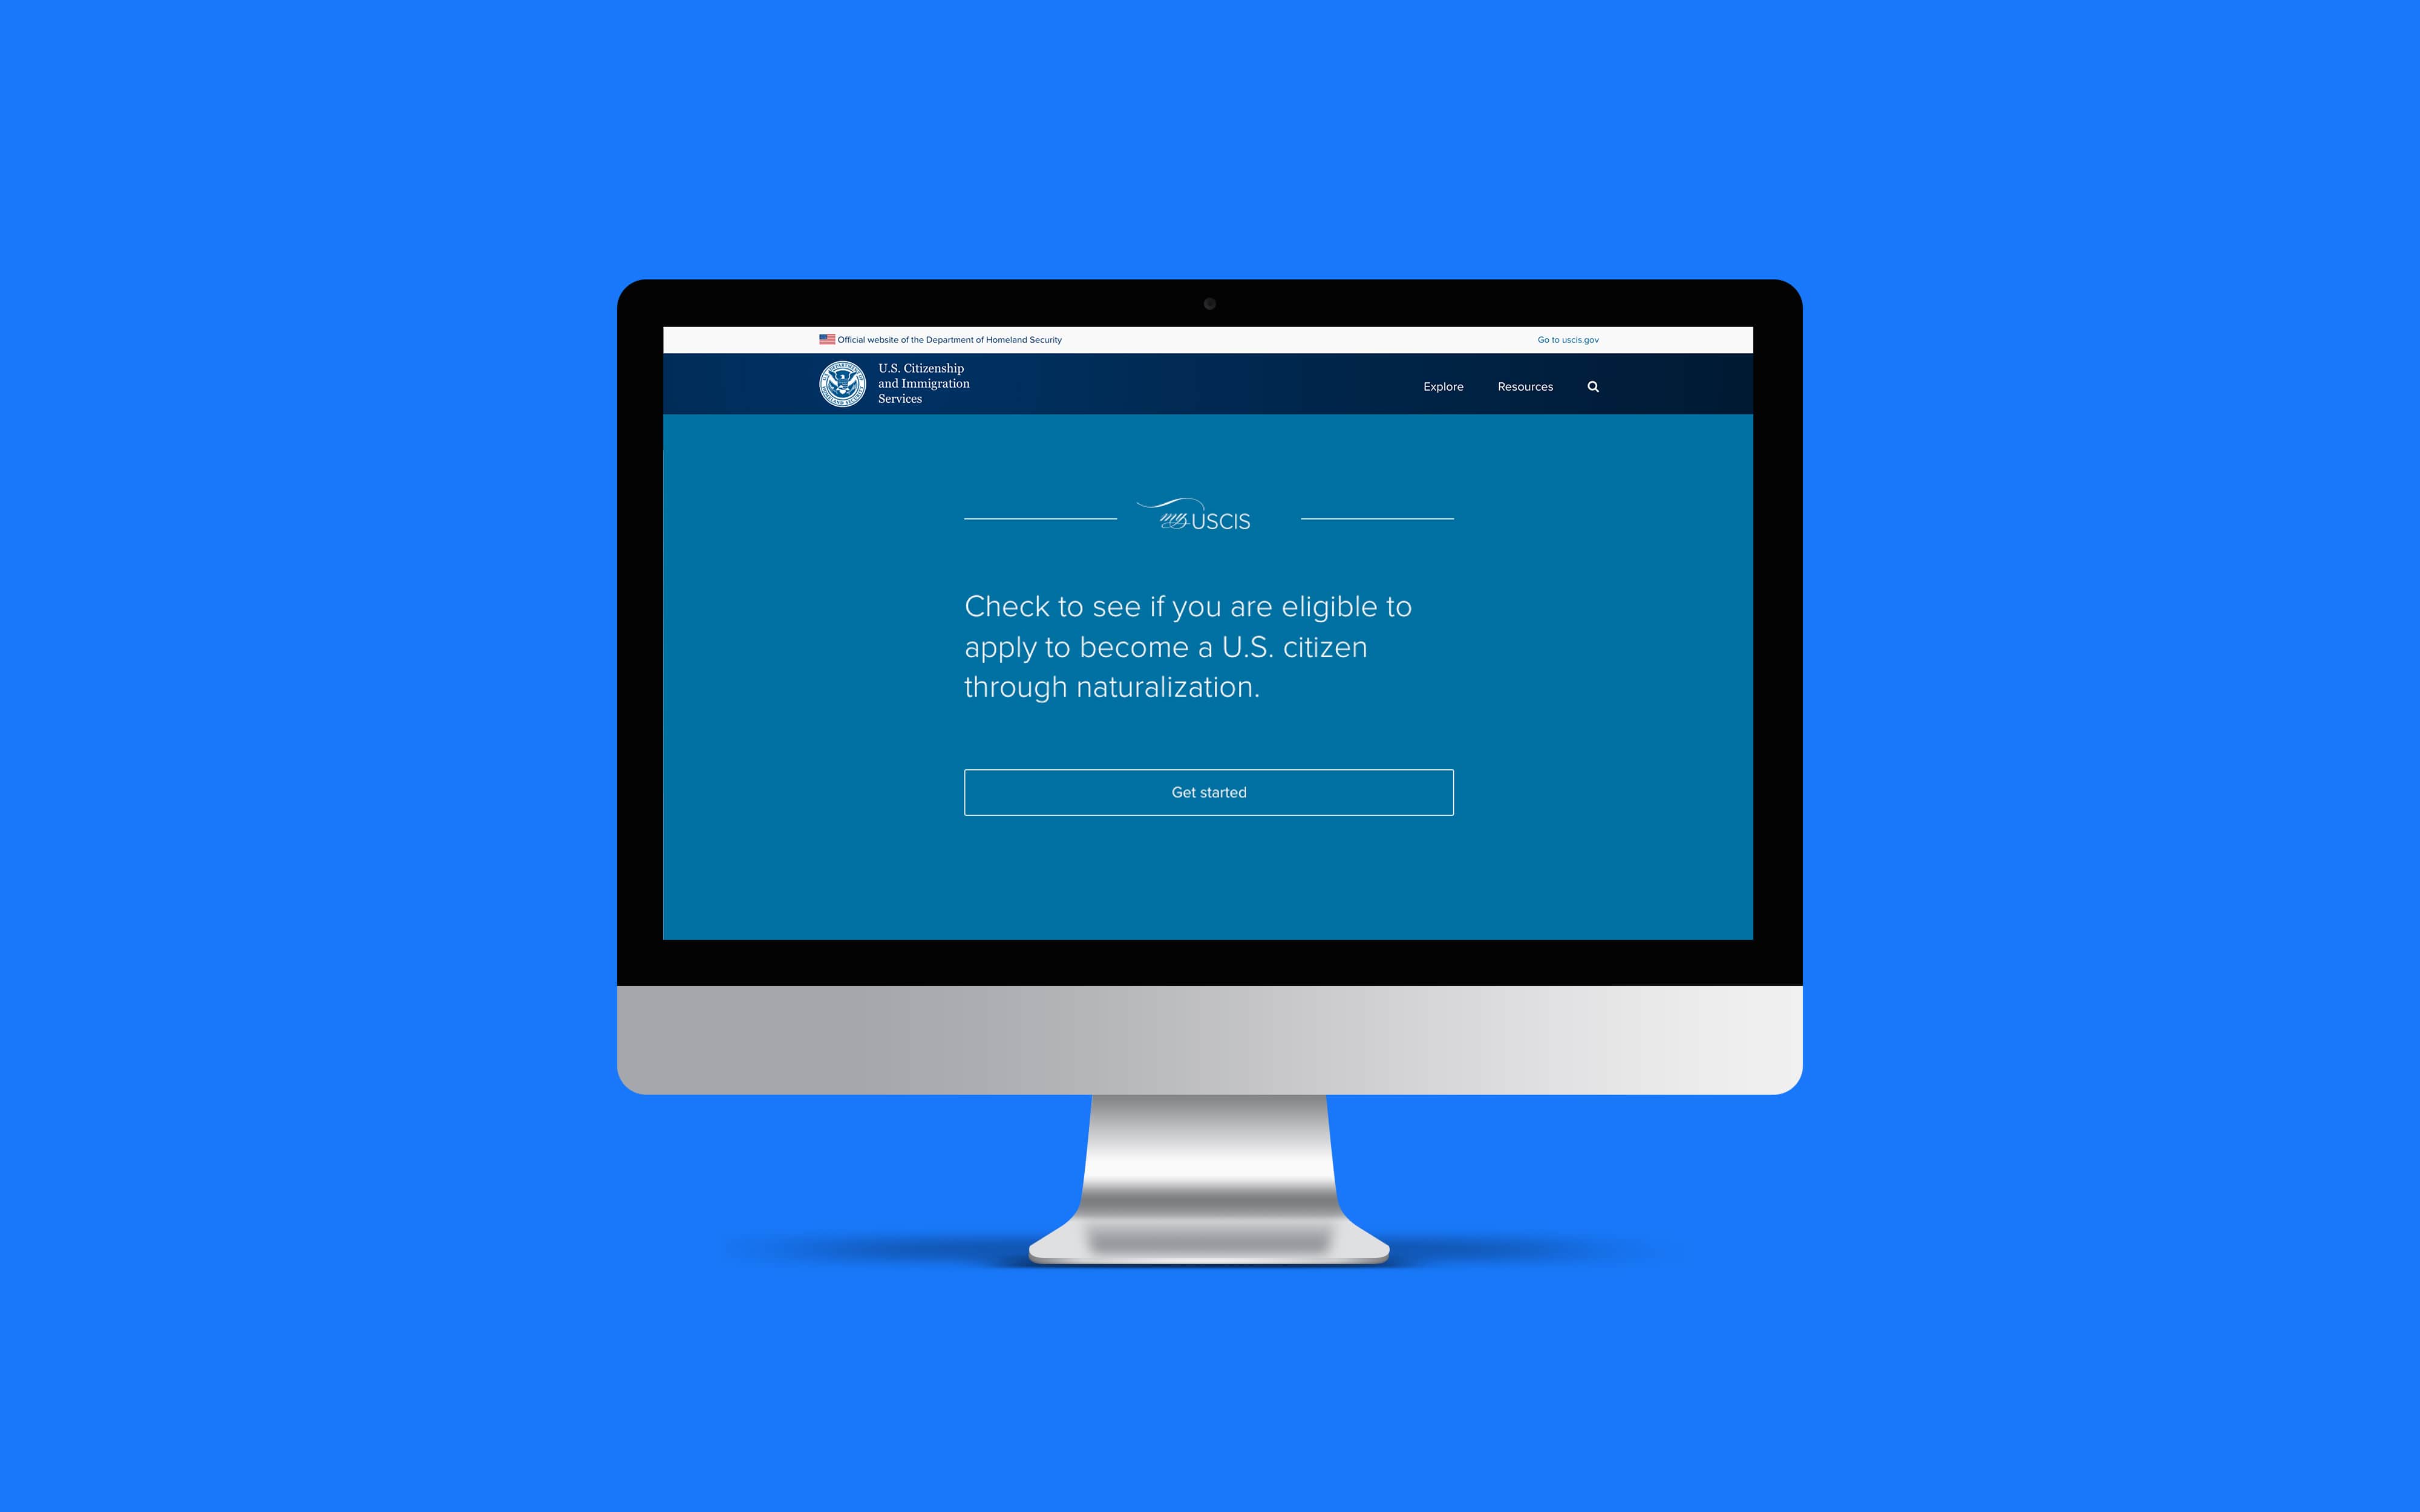 Official website of the Department of Homeland Security
Go to uscis.gov
U.S. Citizenship
and Immigration
Services
Explore
Resources
my USCIS
Check to see if you are eligible to
apply to become a U.S. citizen
through naturalization.
Get started